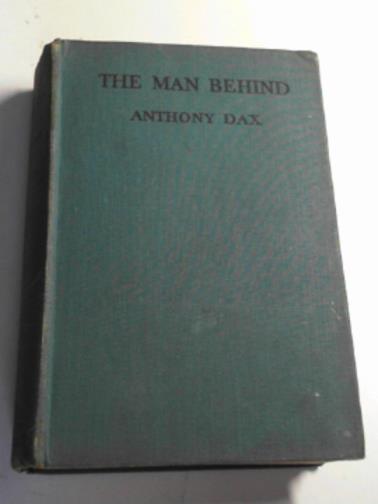 THE MAN BEHIND
ANTHONY DAX